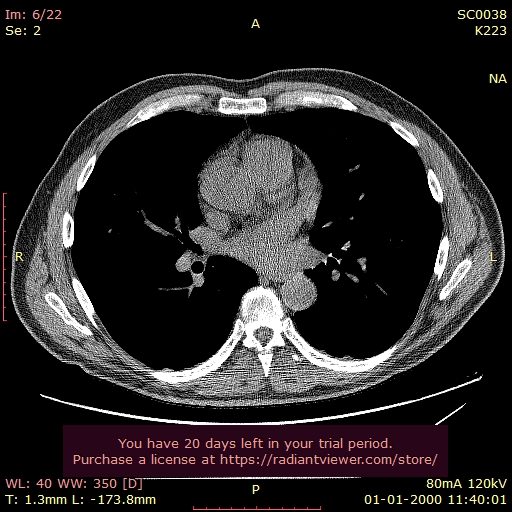 Im: 6/22
Se: 2
A
SC0038
K223
NA
R
L
You have 20 days left in your trial period.
Purchase a license at https://radiantviewer.com/store/
WL: 40 WW: 350 [D]
T: 1.3mm L: -173.8mm
P
80mA 120kV
01-01-2000 11:40:01